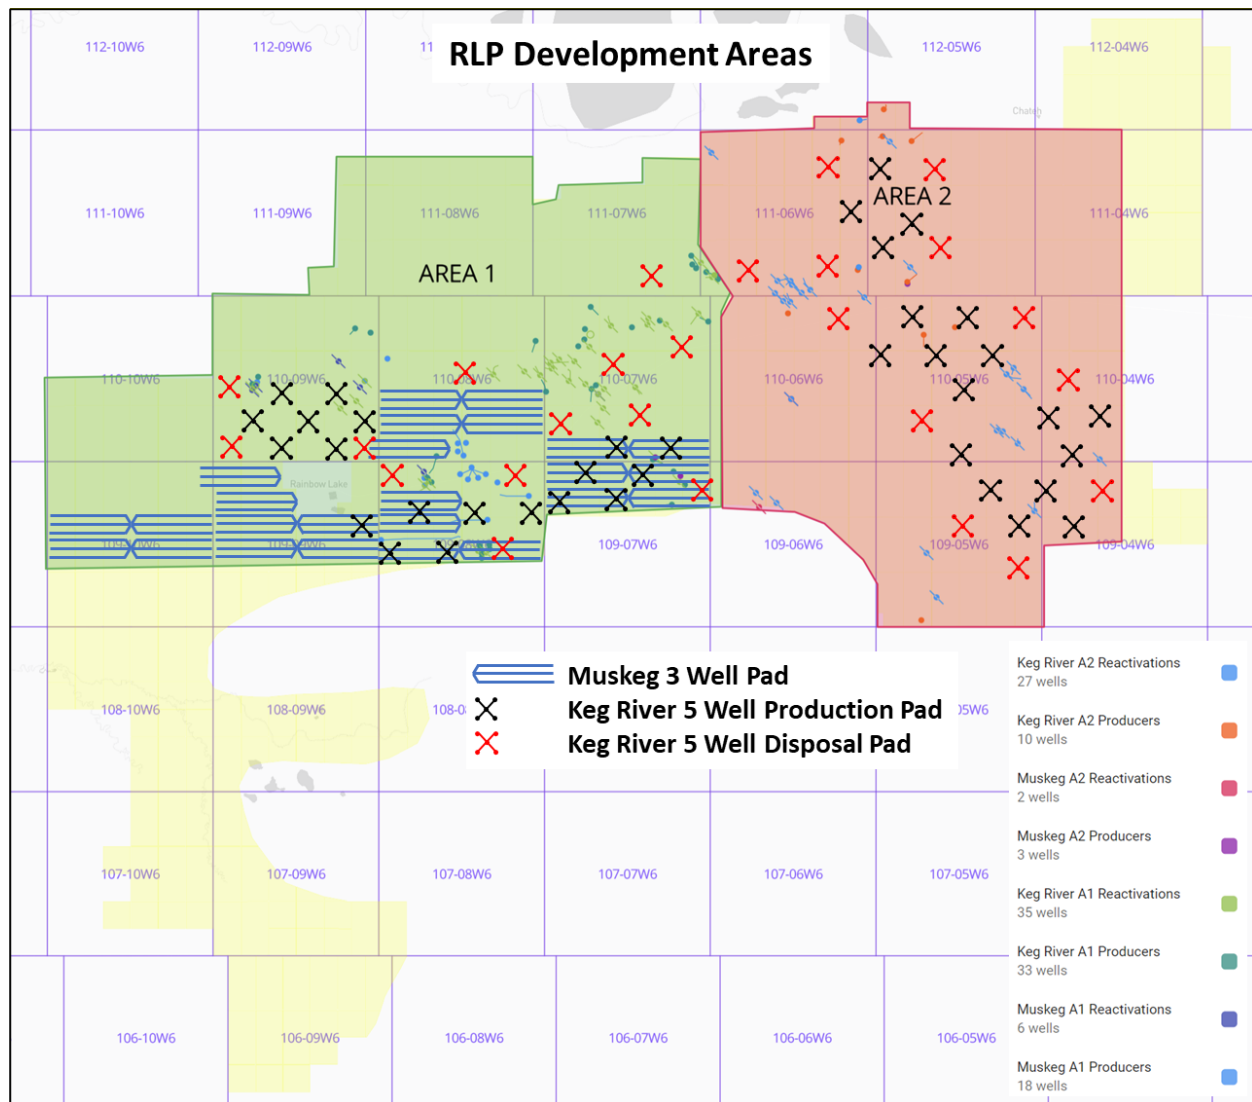 RLP Development Areas
112-10W6
112-09W6
112-05W6
112-04W6
111-10W6
111-09W6
111-08W6
111-07W6
111-06W6
AREA 2
111-04W6
AREA 1
110-10W6
110-09W6
110-08W6
110-07W6
110-06W6
110-05W6
110-04W6
Rainbow Lake
109-07W6
109-06W6
109-05W6
109-04W6
Muskeg 3 Well Pad
Keg River 5 Well Production Pad
Keg River 5 Well Disposal Pad
108-10W6
108-09W6
107-10W6
107-09W6
107-08W6
107-07W6
107-06W6
107-05W6
106-10W6
106-09W6
106-08W6
106-07W6
106-06W6
106-05W6
Keg River A2 Reactivations
27 wells
Keg River A2 Producers
10 wells
Muskeg A2 Reactivations
2 wells
Muskeg A2 Producers
3 wells
Keg River A1 Reactivations
35 wells
Keg River A1 Producers
33 wells
Muskeg A1 Reactivations
6 wells
Muskeg A1 Producers
18 wells